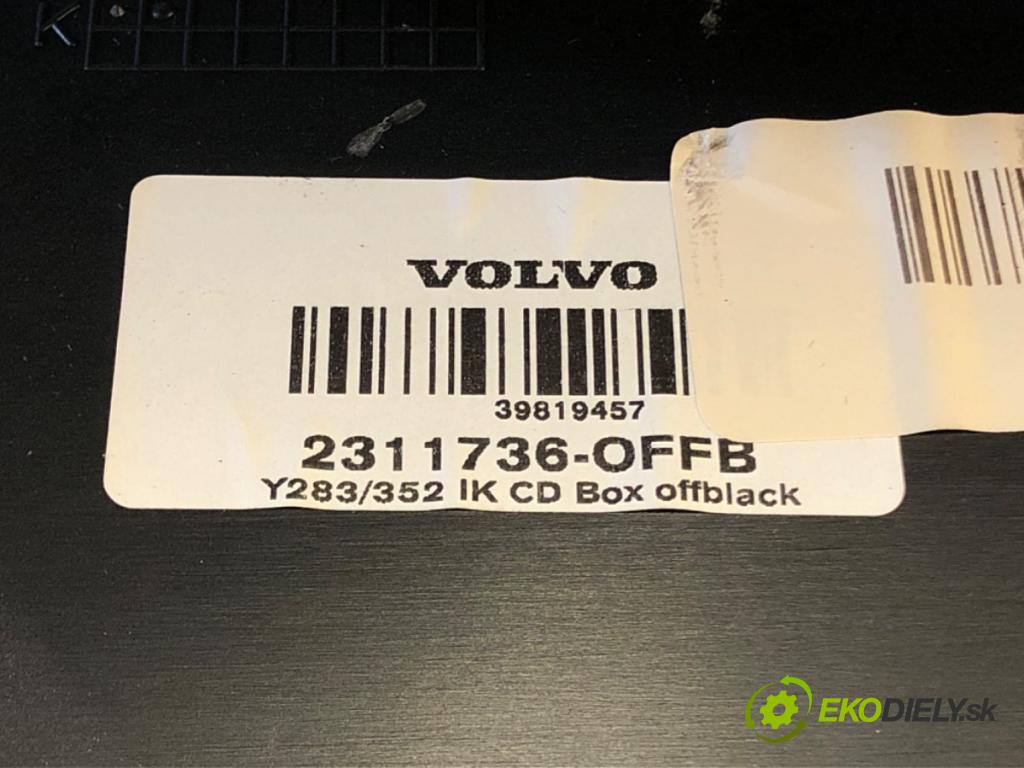 K
VOLVO
39819457
2311736-OFFB
Y283/352 IK CD Box offblack
EKODIELY.sk